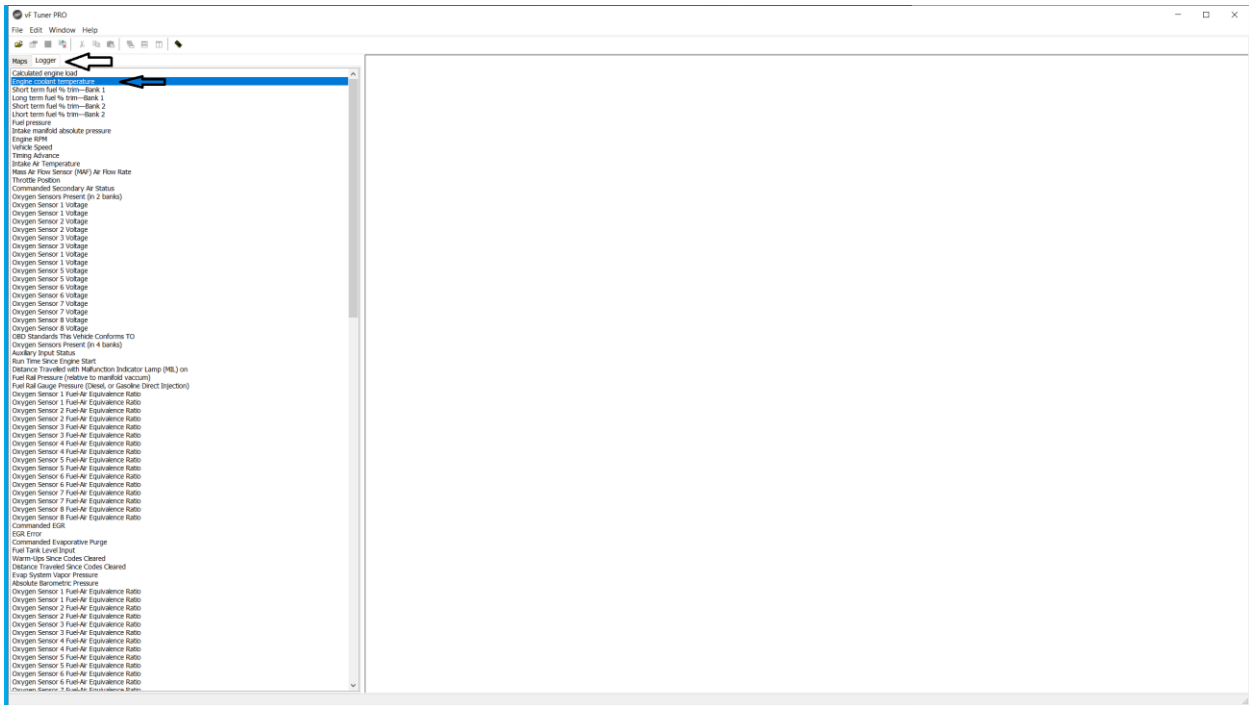 vF Tuner PRO
File Edit Window Help
Maps Logger
Calculated engine load
Engine coolant temperature
Short term fuel % trim—Bank 1
Long term fuel % trim—Bank 1
Short term fuel % trim—Bank 2
Lhort term fuel % trim—Bank 2
Fuel pressure
Intake manifold absolute pressure
Engine RPM
Vehicle Speed
Timing Advance
Intake Air Temperature
Mass Air Flow Sensor (MAF) Air Flow Rate
Throttle Position
Commanded Secondary Air Status
Oxygen Sensors Present (in 2 banks)
Oxygen Sensor 1 Voltage
Oxygen Sensor 1 Voltage
Oxygen Sensor 2 Voltage
Oxygen Sensor 2 Voltage
Oxygen Sensor 3 Voltage
Oxygen Sensor 3 Voltage
Oxygen Sensor 1 Voltage
Oxygen Sensor 1 Voltage
Oxygen Sensor 5 Voltage
Oxygen Sensor 5 Voltage
Oxygen Sensor 6 Voltage
Oxygen Sensor 6 Voltage
Oxygen Sensor 7 Voltage
Oxygen Sensor 7 Voltage
Oxygen Sensor 8 Voltage
Oxygen Sensor 8 Voltage
OBD Standards This Vehicle Conforms TO
Oxygen Sensors Present (in 4 banks)
Auxiliary Input Status
Run Time Since Engine Start
Distance Traveled with Malfunction Indicator Lamp (MIL) on
Fuel Rail Pressure (relative to manifold vaccum)
Fuel Rail Gauge Pressure (Diesel, or Gasoline Direct Injection)
Oxygen Sensor 1 Fuel-Air Equivalence Ratio
Oxygen Sensor 1 Fuel-Air Equivalence Ratio
Oxygen Sensor 2 Fuel-Air Equivalence Ratio
Oxygen Sensor 2 Fuel-Air Equivalence Ratio
Oxygen Sensor 3 Fuel-Air Equivalence Ratio
Oxygen Sensor 3 Fuel-Air Equivalence Ratio
Oxygen Sensor 4 Fuel-Air Equivalence Ratio
Oxygen Sensor 4 Fuel-Air Equivalence Ratio
Oxygen Sensor 5 Fuel-Air Equivalence Ratio
Oxygen Sensor 5 Fuel-Air Equivalence Ratio
Oxygen Sensor 6 Fuel-Air Equivalence Ratio
Oxygen Sensor 6 Fuel-Air Equivalence Ratio
Oxygen Sensor 7 Fuel-Air Equivalence Ratio
Oxygen Sensor 7 Fuel-Air Equivalence Ratio
Oxygen Sensor 8 Fuel-Air Equivalence Ratio
Oxygen Sensor 8 Fuel-Air Equivalence Ratio
Commanded EGR
EGR Error
Commanded Evaporative Purge
Fuel Tank Level Input
Warm-Ups Since Codes Cleared
Distance Traveled Since Codes Cleared
Evap System Vapor Pressure
Absolute Barometric Pressure
Oxygen Sensor 1 Fuel-Air Equivalence Ratio
Oxygen Sensor 1 Fuel-Air Equivalence Ratio
Oxygen Sensor 2 Fuel-Air Equivalence Ratio
Oxygen Sensor 2 Fuel-Air Equivalence Ratio
Oxygen Sensor 3 Fuel-Air Equivalence Ratio
Oxygen Sensor 3 Fuel-Air Equivalence Ratio
Oxygen Sensor 4 Fuel-Air Equivalence Ratio
Oxygen Sensor 4 Fuel-Air Equivalence Ratio
Oxygen Sensor 5 Fuel-Air Equivalence Ratio
Oxygen Sensor 5 Fuel-Air Equivalence Ratio
Oxygen Sensor 6 Fuel-Air Equivalence Ratio
Oxygen Sensor 6 Fuel-Air Equivalence Ratio
Oxygen Sensor 7 Fuel-Air Equivalence Ratio